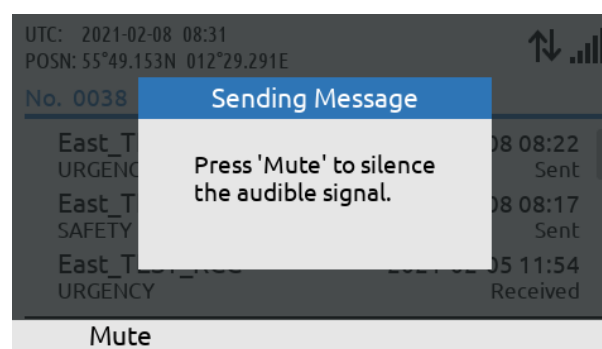 UTC: 2021-02-08 08:31
POSN: 55°49.153N 012°29.291E
No. 0038
Sending Message
Press 'Mute' to silence
the audible signal.
East_T 08 08:22
URGENC Sent
East_T 08 08:17
SAFETY Sent
East_TEST_RCC 2021-02-05 11:54
URGENCY Received
Mute